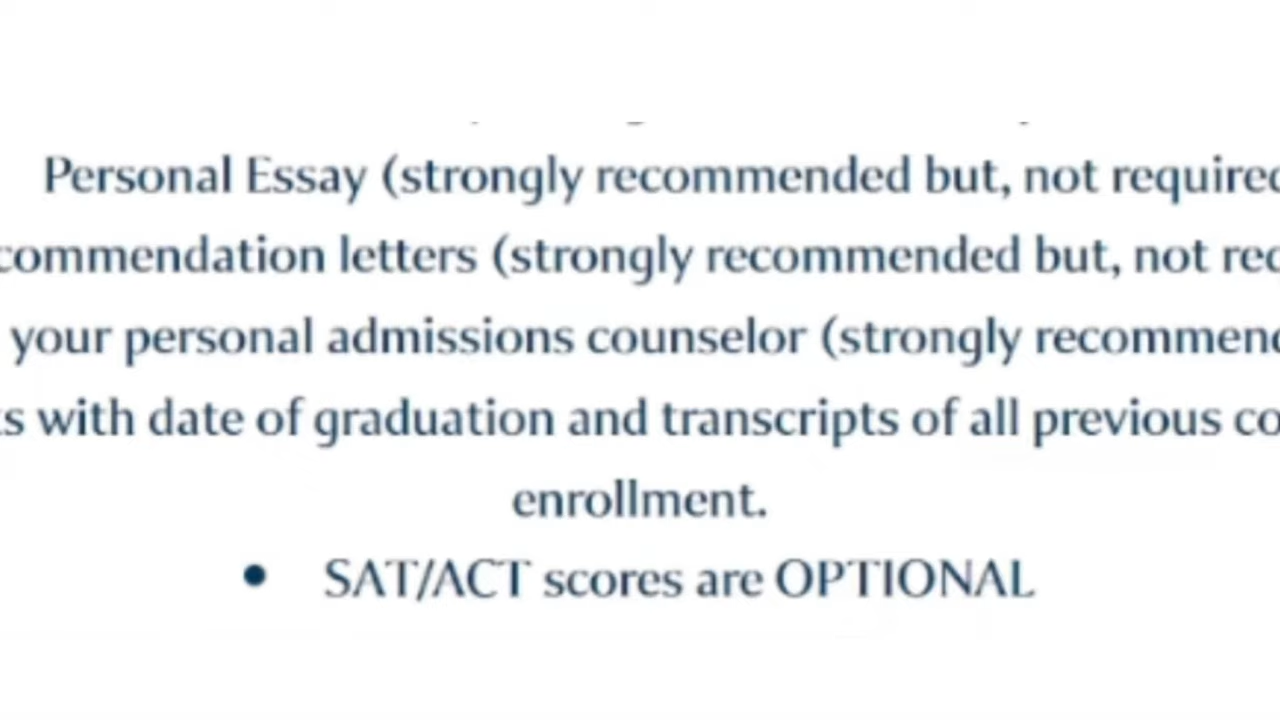 Personal Essay (strongly recommended but, not required
commendation letters (strongly recommended but, not req
your personal admissions counselor (strongly recommend
s with date of graduation and transcripts of all previous co
enrollment.
• SAT/ACT scores are OPTIONAL